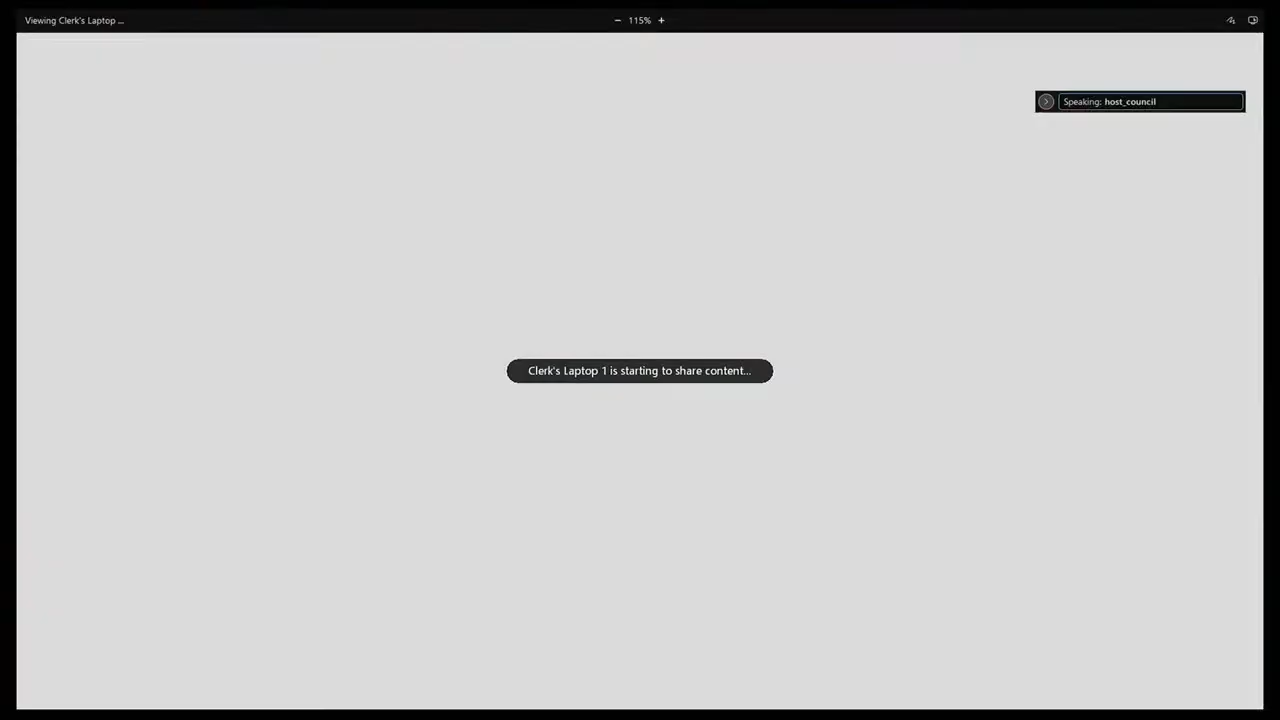 Viewing Clerk's Laptop ...
− 115% +
Speaking: host_council
Clerk's Laptop 1 is starting to share content...